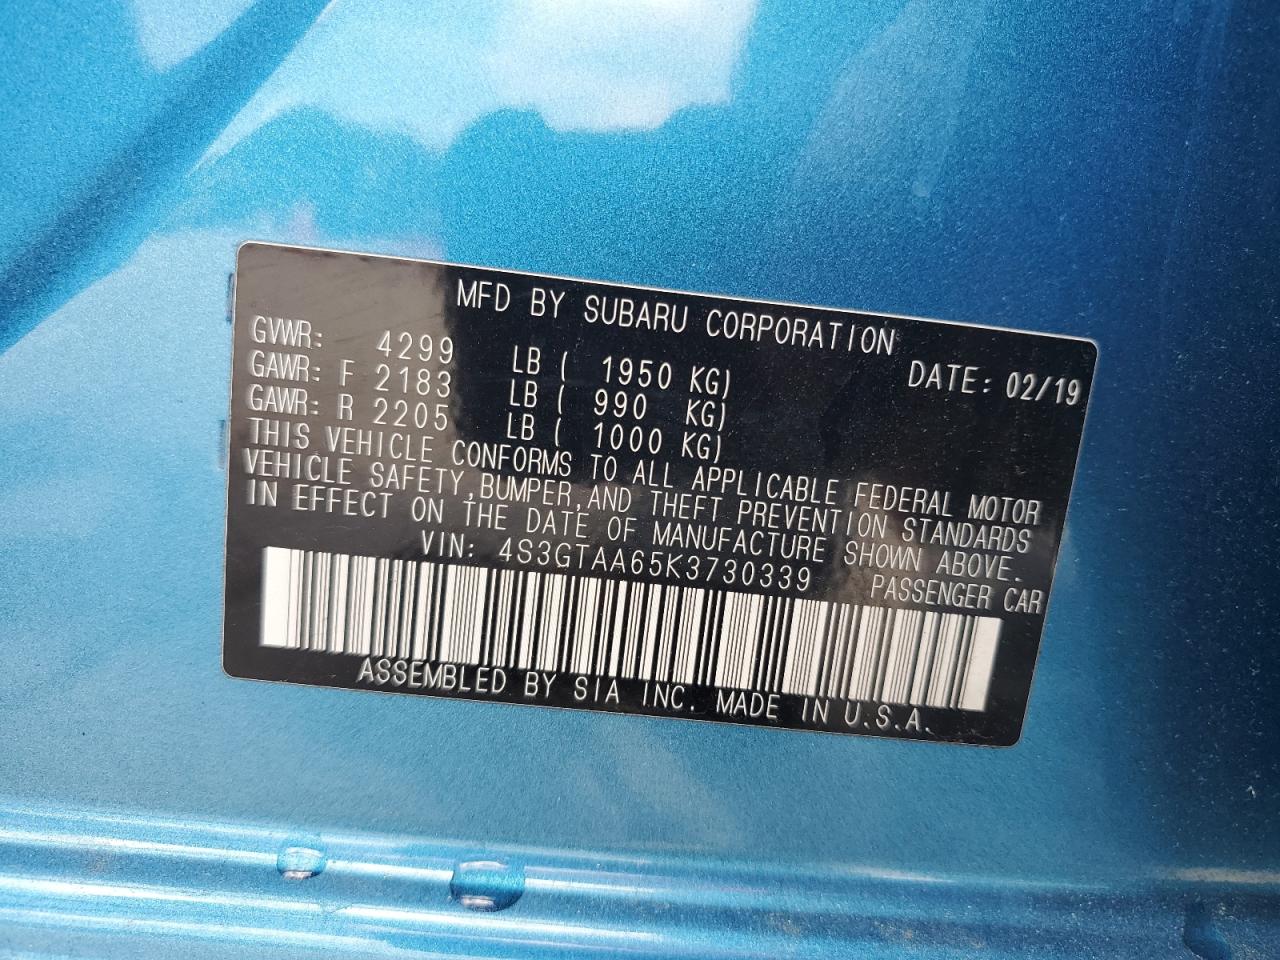 MFD BY SUBARU CORPORATION
GVWR: 4299 LB ( 1950 KG) DATE: 02/19
GAWR: F 2183 LB ( 990 KG)
GAWR: R 2205 LB ( 1000 KG)
THIS VEHICLE CONFORMS TO ALL APPLICABLE FEDERAL MOTOR
VEHICLE SAFETY, BUMPER, AND THEFT PREVENTION STANDARDS
IN EFFECT ON THE DATE OF MANUFACTURE SHOWN ABOVE.
VIN: 4S3GTAA65K3730339 PASSENGER CAR
ASSEMBLED BY SIA INC. MADE IN U.S.A.